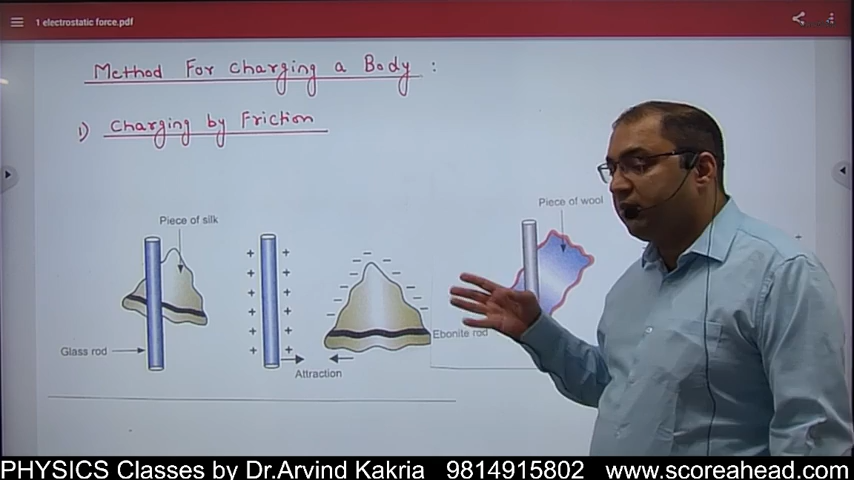 1 electrostatic force.pdf
Method For Charging a Body :
1) Charging by Friction
Piece of silk
Piece of wool
Glass rod
Ebonite rod
Attraction
PHYSICS Classes by Dr.Arvind Kakria 9814915802 www.scoreahead.com